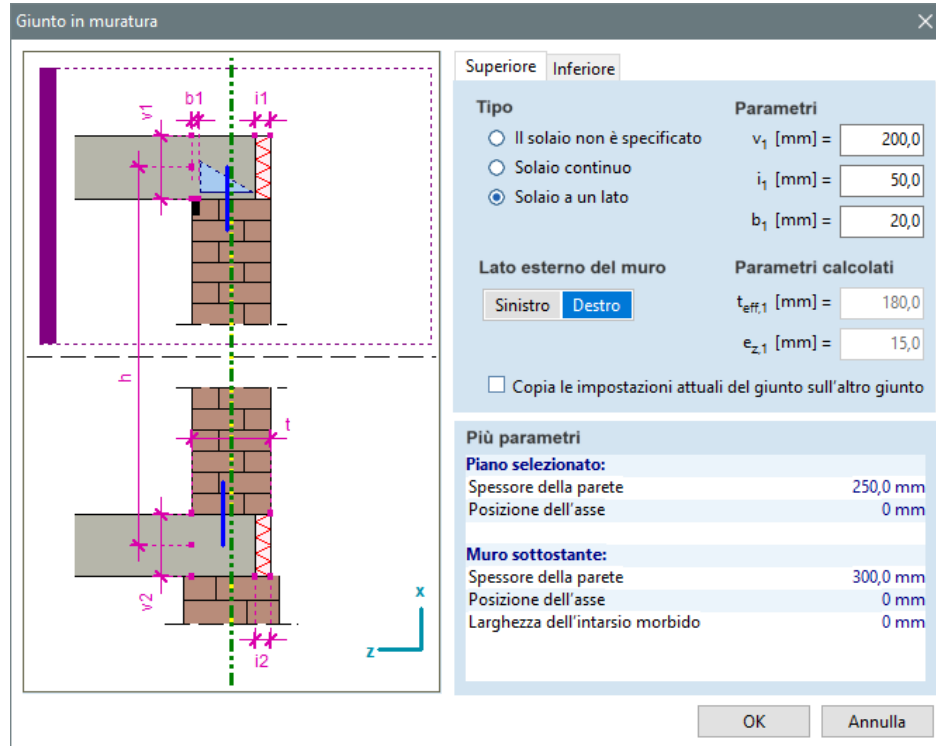 Giunto in muratura
b1 i1
v1
h
t
v2
i2
x
z
Superiore Inferiore
Tipo
Il solaio non è specificato
Solaio continuo
Solaio a un lato
Parametri
v1 [mm] = 200,0
i1 [mm] = 50,0
b1 [mm] = 20,0
Lato esterno del muro
Sinistro Destro
Parametri calcolati
teff,1 [mm] = 180,0
ez,1 [mm] = 15,0
Copia le impostazioni attuali del giunto sull'altro giunto
Più parametri
Piano selezionato:
Spessore della parete 250,0 mm
Posizione dell'asse 0 mm
Muro sottostante:
Spessore della parete 300,0 mm
Posizione dell'asse 0 mm
Larghezza dell'intarsio morbido 0 mm
OK Annulla